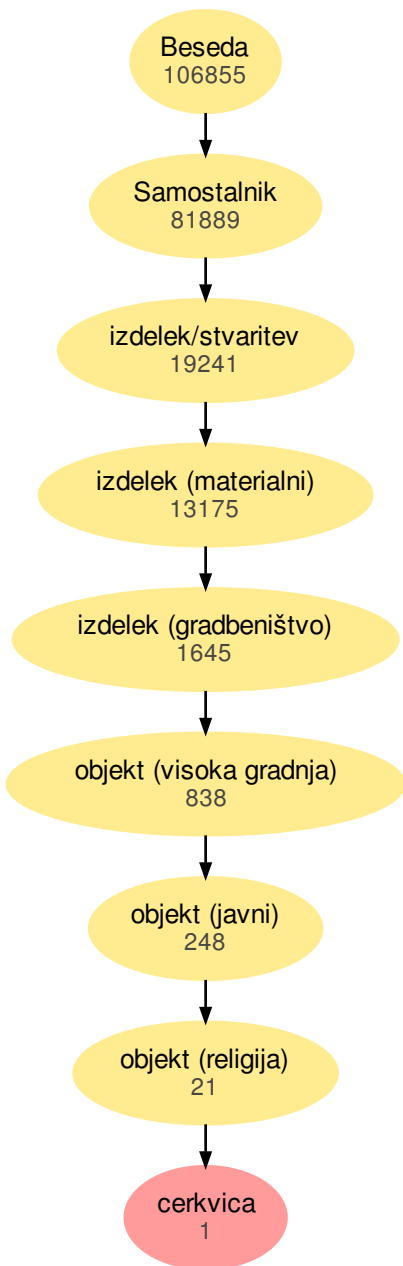 Beseda
106855
Samostalnik
81889
izdelek/stvaritev
19241
izdelek (materialni)
13175
izdelek (gradbeništvo)
1645
objekt (visoka gradnja)
838
objekt (javni)
248
objekt (religija)
21
cerkvica
1